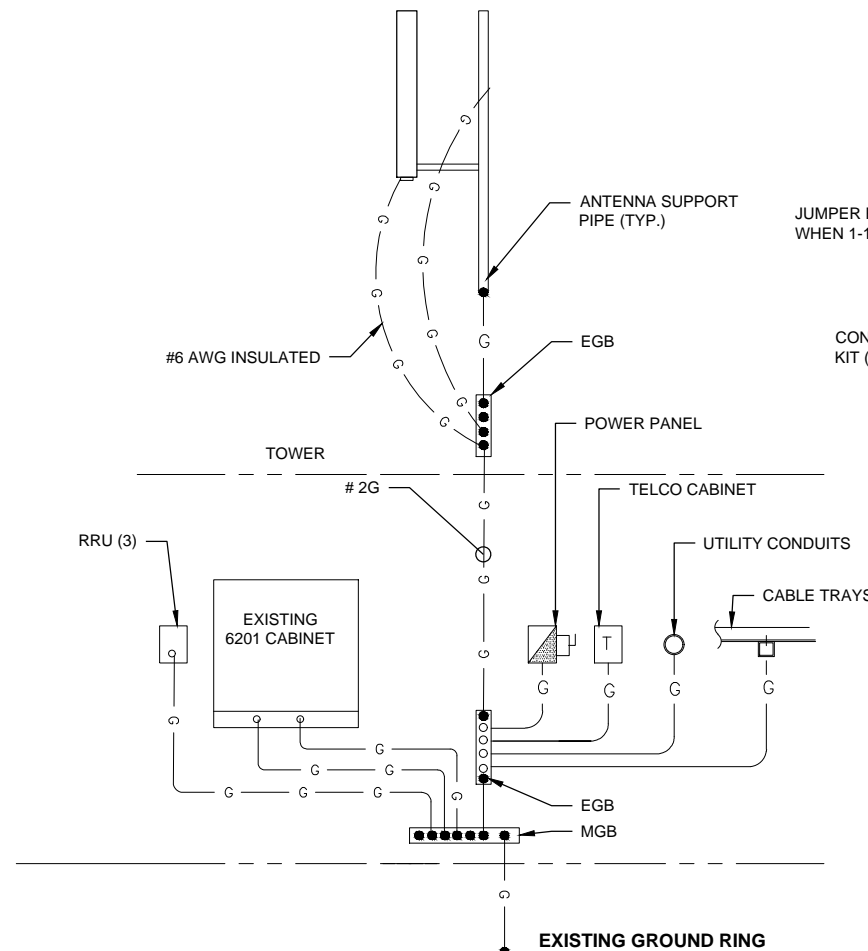 ANTENNA SUPPORT
PIPE (TYP.)
JUMPER
WHEN 1-1
G
G
G
G
G
G
G
G
G
#6 AWG INSULATED
EGB
CON
KIT (
G
G
G
POWER PANEL
TOWER
# 2G
TELCO CABINET
G
RRU (3)
UTILITY CONDUITS
G
CABLE TRAYS
EXISTING
6201 CABINET
T
G
G
G
G
G
G
G
G
G
G
G
G
G
EGB
MGB
G
EXISTING GROUND RING